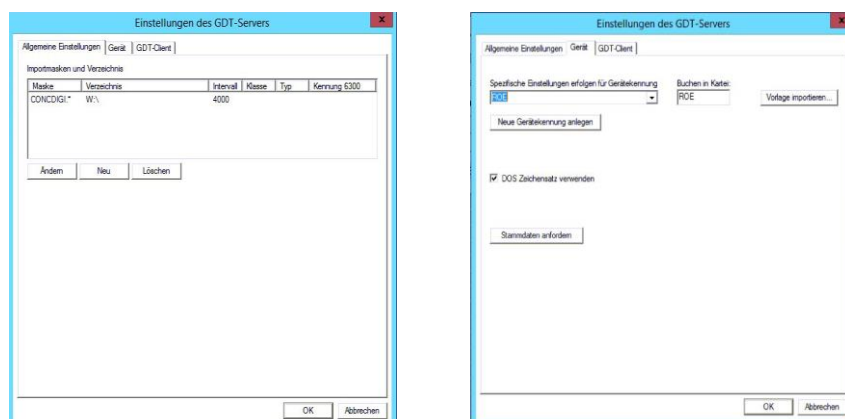 Einstellungen des GDT-Servers
x
Allgemeine Einstellungen Gerät GDT-Client
Importmasken und Verzeichnis
Maske Verzeichnis Intervall Klasse Typ Kennung 6300
CONCDIGI.* W:\ 4000
Ändern Neu Löschen
OK Abbrechen
Einstellungen des GDT-Servers
x
Allgemeine Einstellungen Gerät GDT-Client
Spezifische Einstellungen erfolgen für Gerätekennung Buchen in Kartei:
ROE ROE Vorlage importieren...
Neue Gerätekennung anlegen
DOS Zeichensatz verwenden
Stammdaten anfordern
OK Abbrechen